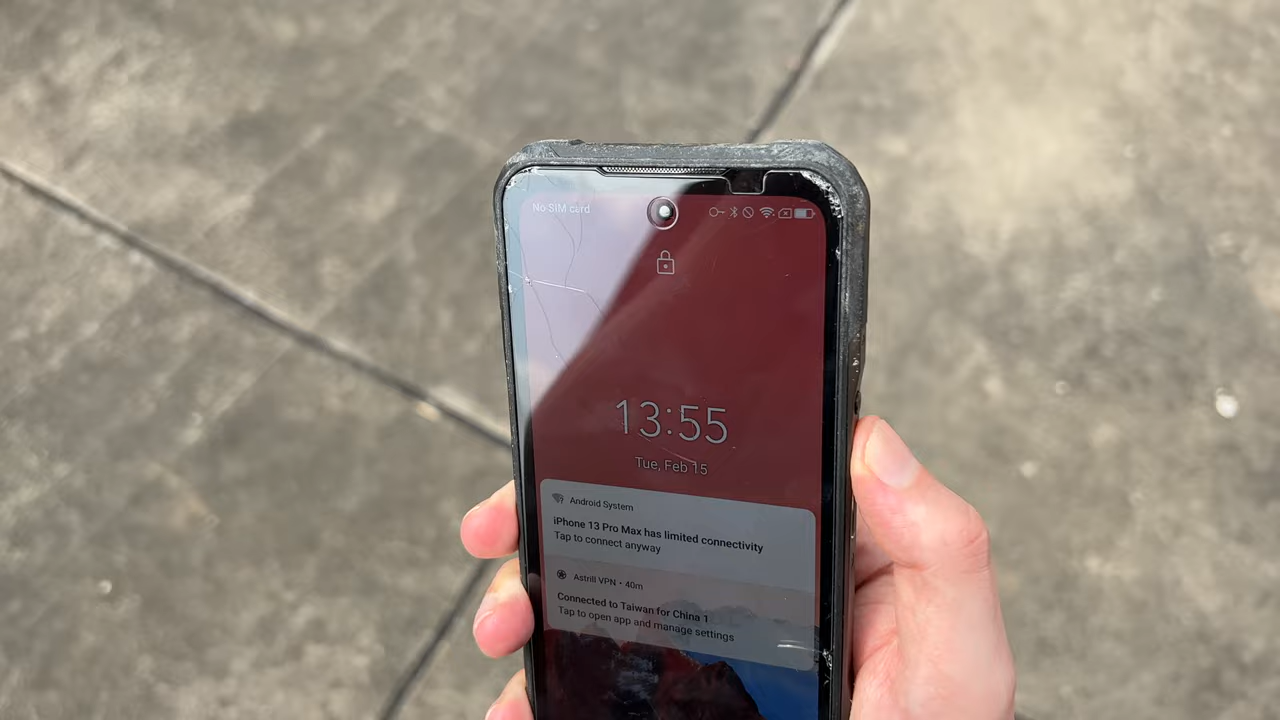 No SIM card
13:55
Tue, Feb 15
Android System
iPhone 13 Pro Max has limited connectivity
Tap to connect anyway
Astrill VPN • 40m
Connected to Taiwan for China 1
Tap to open app and manage settings